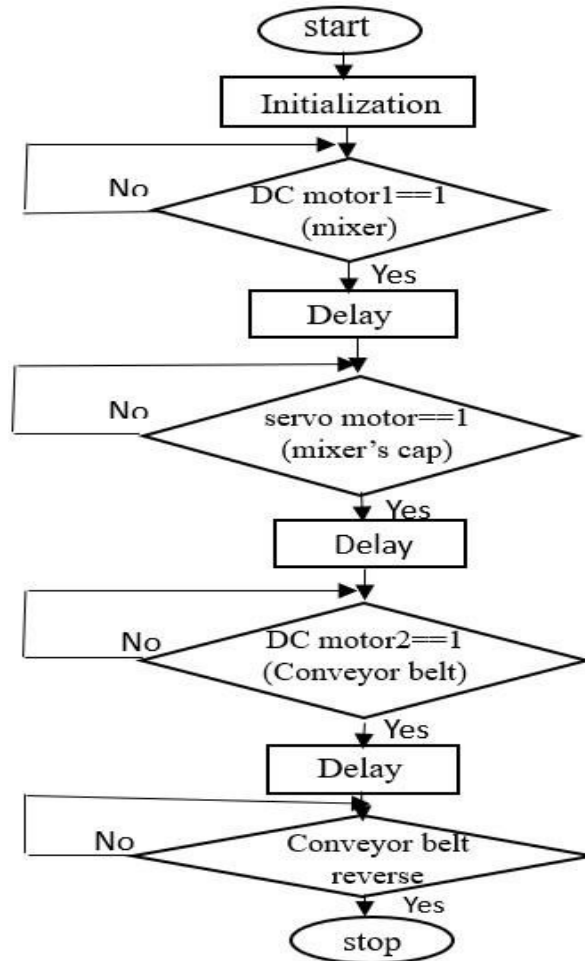 start
Initialization
No
DC motor1==1
(mixer)
Yes
Delay
No
servo motor==1
(mixer’s cap)
Yes
Delay
No
DC motor2==1
(Conveyor belt)
Yes
Delay
No
Conveyor belt
reverse
Yes
stop